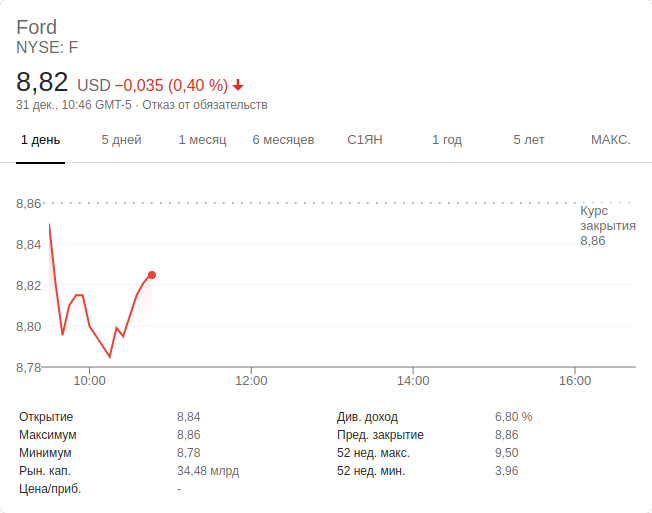 Ford
NYSE: F
8,82 USD −0,035 (0,40 %)
31 дек., 10:46 GMT-5 · Отказ от обязательств
1 день 5 дней 1 месяц 6 месяцев С1ЯН 1 год 5 лет МАКС.
8,86
Курс
закрытия
8,86
8,84
8,82
8,80
8,78
10:00 12:00 14:00 16:00
Открытие 8,84 Див. доход 6,80 %
Максимум 8,86 Пред. закрытие 8,86
Минимум 8,78 52 нед. макс. 9,50
Рын. кап. 34,48 млрд 52 нед. мин. 3,96
Цена/приб. -